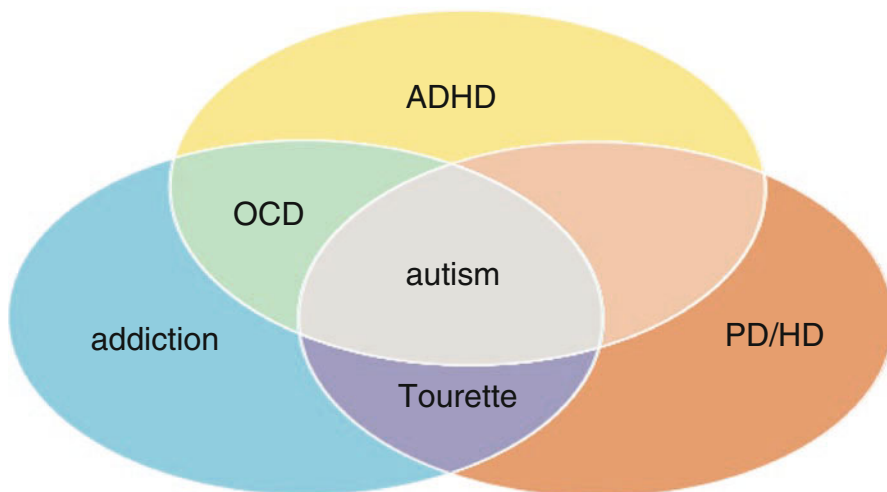 ADHD
OCD
autism
addiction
PD/HD
Tourette